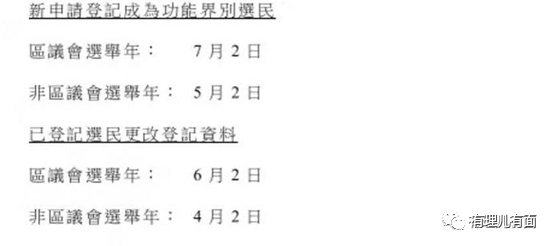 新申請登記成為功能界別選民
區議會選舉年： 7 月 2 日
非區議會選舉年： 5 月 2 日
已登記選民更改登記資料
區議會選舉年： 6 月 2 日
非區議會選舉年： 4 月 2 日
有理儿有面